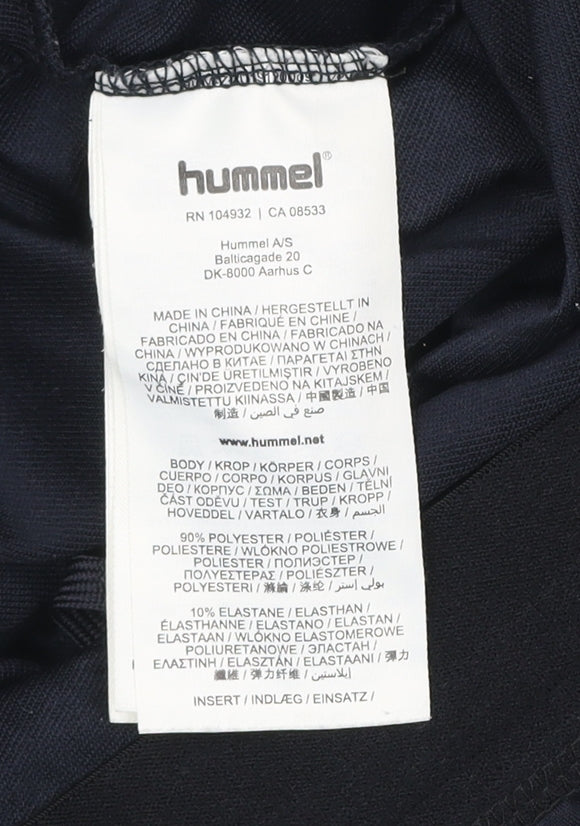 hummel®
RN 104932 | CA 08533
Hummel A/S
Balticagade 20
DK-8000 Aarhus C
MADE IN CHINA / HERGESTELLT IN
CHINA / FABRIQUÉ EN CHINE /
FABRICADO EN CHINA / FABRICADO NA
CHINA / WYPRODUKOWANO W CHINACH /
СДЕЛАНО В КИТАЕ / ΠΑΡΑΓΕΤΑΙ ΣΤΗΝ
KINA / ÇIN'DE URETILMIŞTIR / VYROBENO
V ČÍNĚ / PROIZVEDENO NA KITAJSKEM /
VALMISTETTU KIINASSA / 中國製造 / 中国
制造 / صنع في الصين /
www.hummel.net
BODY / KROP / KÖRPER / CORPS /
CUERPO / CORPO / KORPUS / GLAVNI
DEO / КОРПУС / ΣΩΜΑ / BEDEN / TĚLNÍ
ČÁST ODĚVU / TEST / TRUP / KROPP /
HOVEDDEL / VARTALO / 衣身 / الجسم /
90% POLYESTER / POLIÉSTER /
POLIESTERE / WŁÓKNO POLIESTROWE /
POLIESTER / ПОЛИЭСТЕР /
ΠΟΛΥΕΣΤΕΡΑΣ / POLIÉSZTER /
POLYESTERI / 滌綸 / 涤纶 / بولي إستر /
10% ELASTANE / ELASTHAN /
ÉLASTHANNE / ELASTANO / ELASTAN /
ELASTAAN / WŁÓKNO ELASTOMEROWE
POLIURETANOWE / ЭЛАСТАН /
ΕΛΑΣΤΙΝΗ / ELASZTÁN / ELASTAANI / 彈力
纖維 / 弹力纤维 / إيلاستين /
INSERT / INDLÆG / EINSATZ /